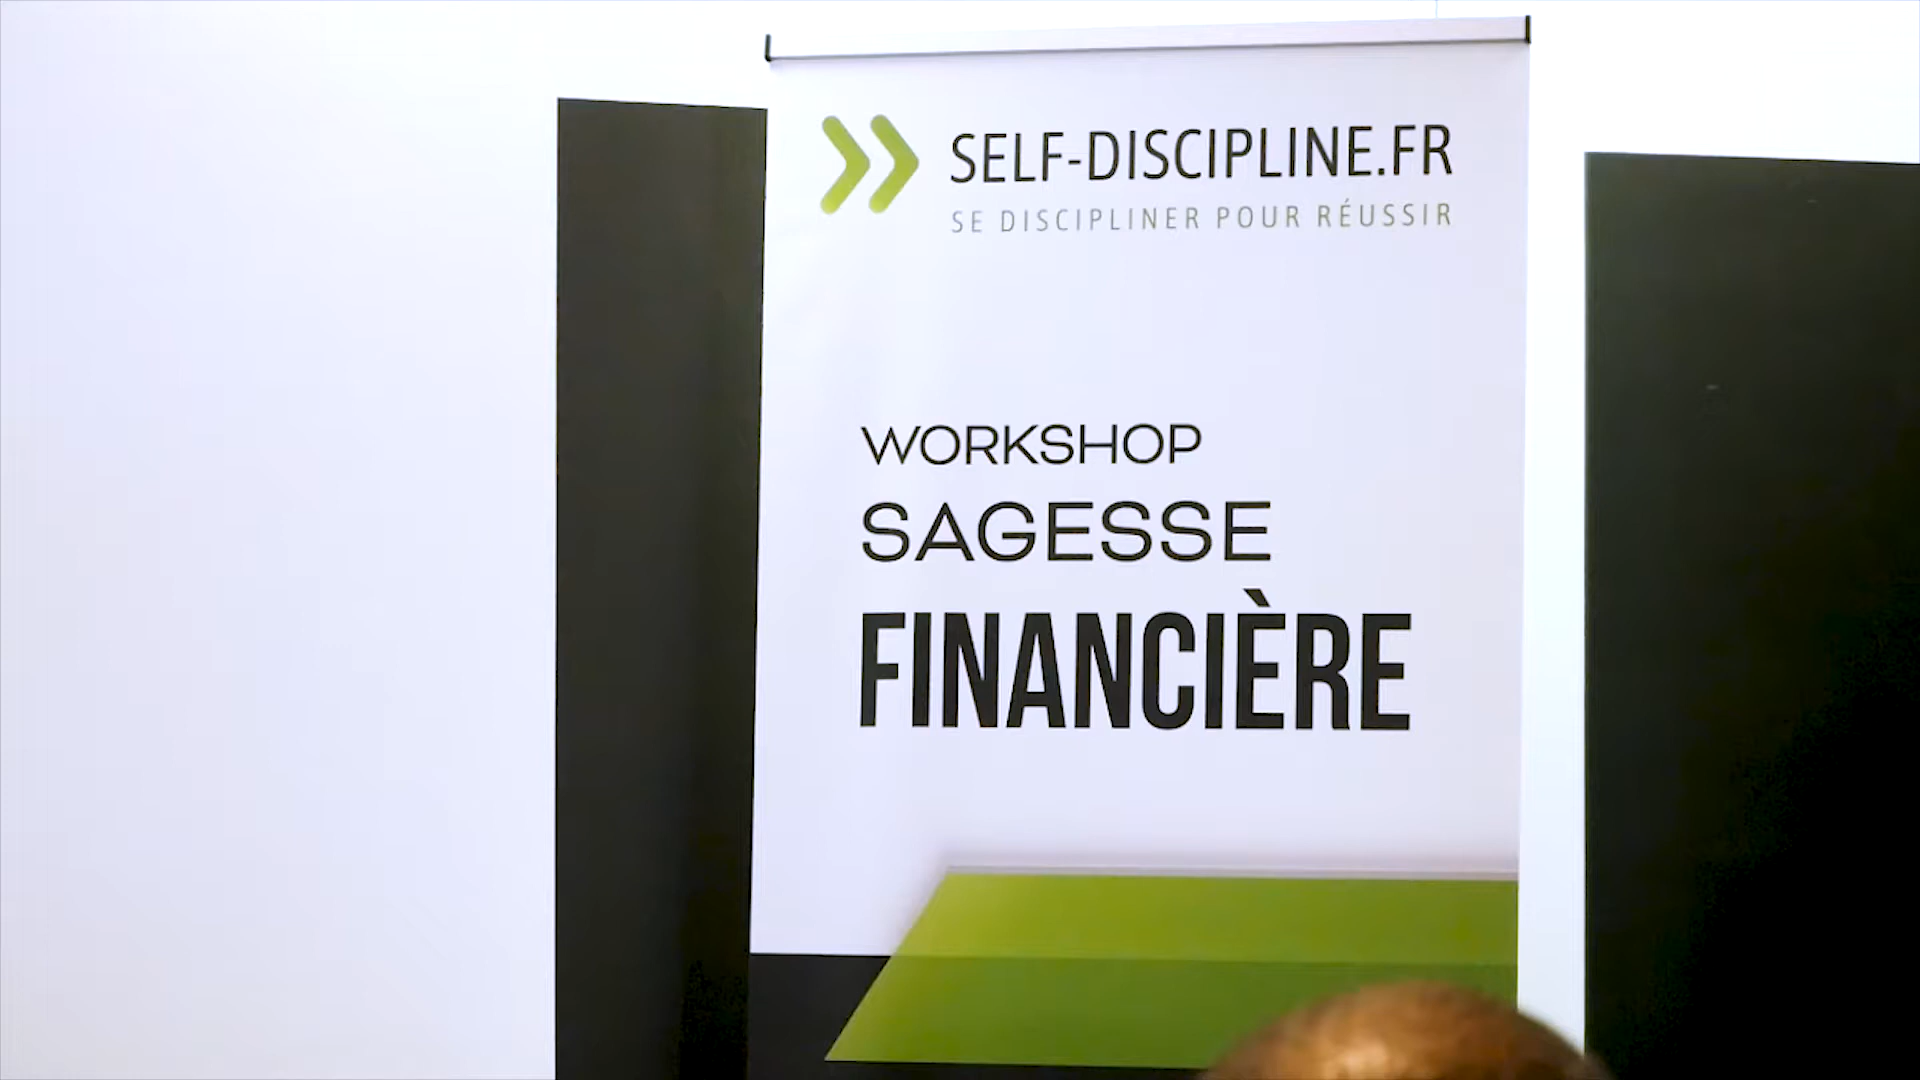 SELF-DISCIPLINE.FR
SE DISCIPLINER POUR RÉUSSIR
WORKSHOP
SAGESSE
FINANCIÈRE